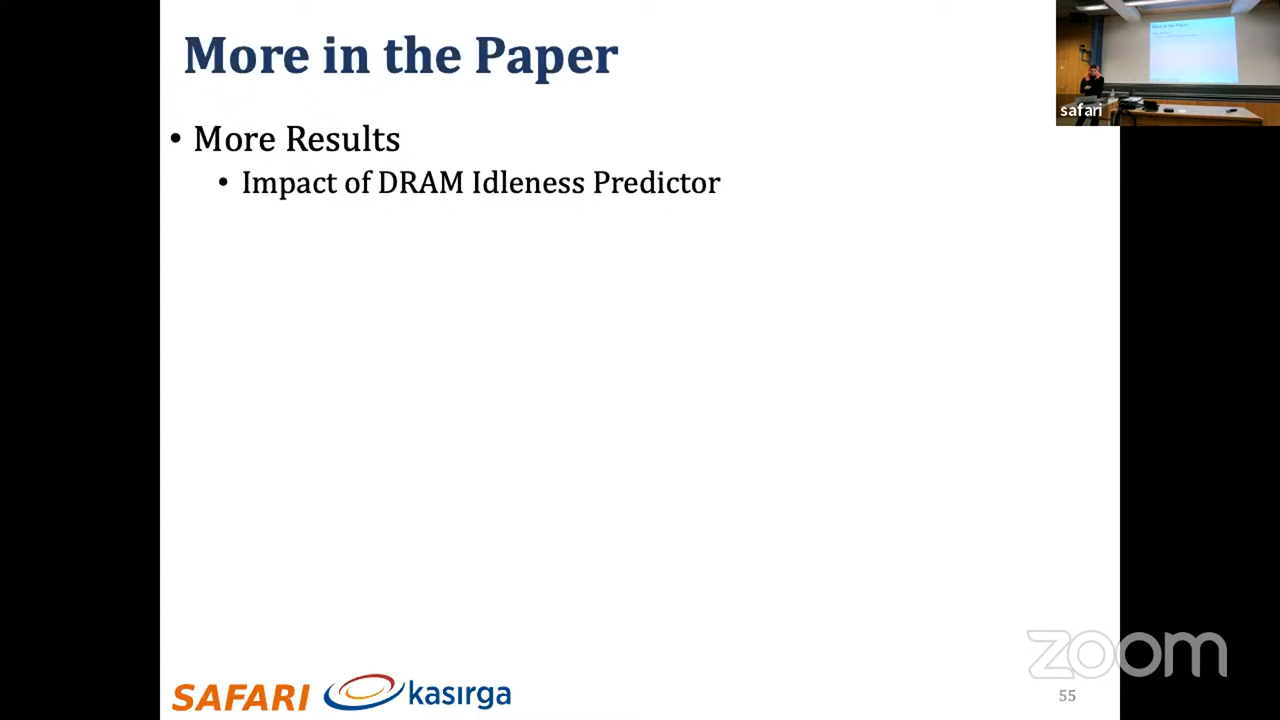 More in the Paper
safari
• More Results
• Impact of DRAM Idleness Predictor
zoom
SAFARI kasırga
55